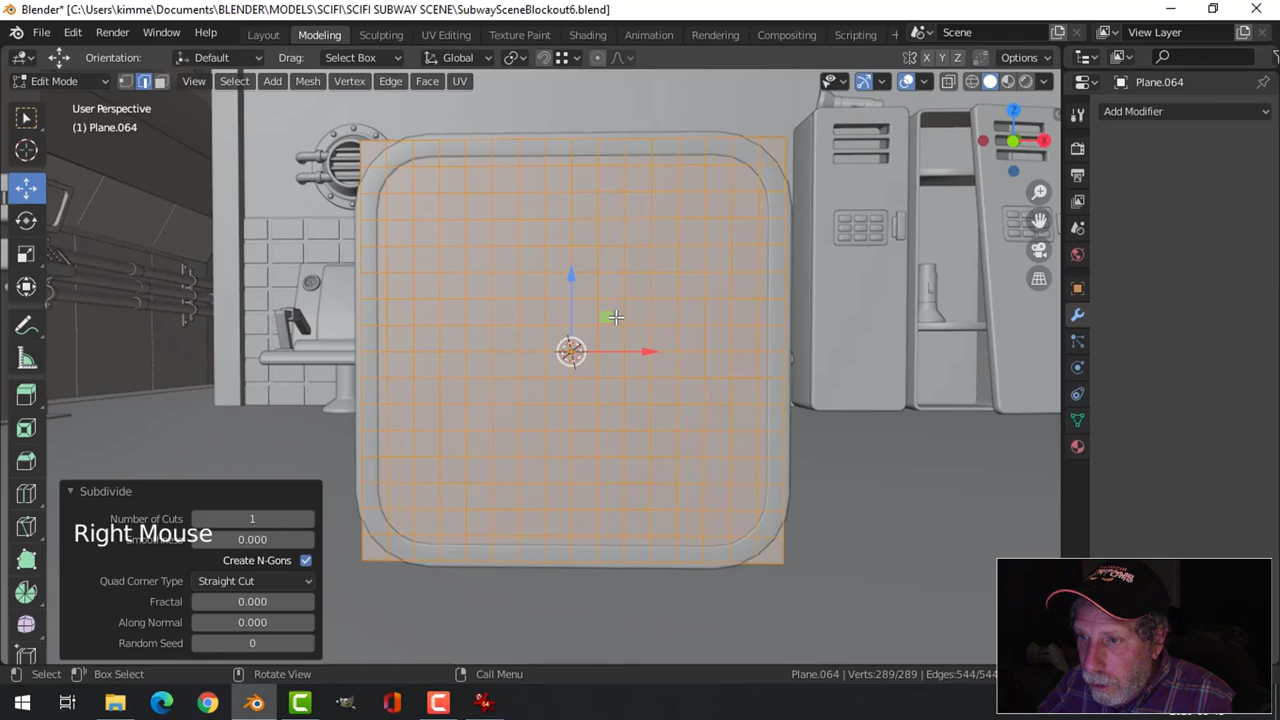 Blender* [C:\Users\kimme\Documents\BLENDER\MODELS\SCIFI\SCIFI SUBWAY SCENE\SubwaySceneBlockout6.blend]
File Edit Render Window Help Layout Modeling Sculpting UV Editing Texture Paint Shading Animation Rendering Compositing Scripting + Scene View Layer
Orientation: Default Drag: Select Box Global X Y Z Options
Edit Mode View Select Add Mesh Vertex Edge Face UV Plane.064
User Perspective
(1) Plane.064
Add Modifier
Z
X
Subdivide
Number of Cuts 1
Right Mouse
0.000
Create N-Gons
Quad Corner Type Straight Cut
Fractal 0.000
Along Normal 0.000
Random Seed 0
Select Box Select Rotate View Call Menu Plane.064 Verts:289/289 Edges:544/544